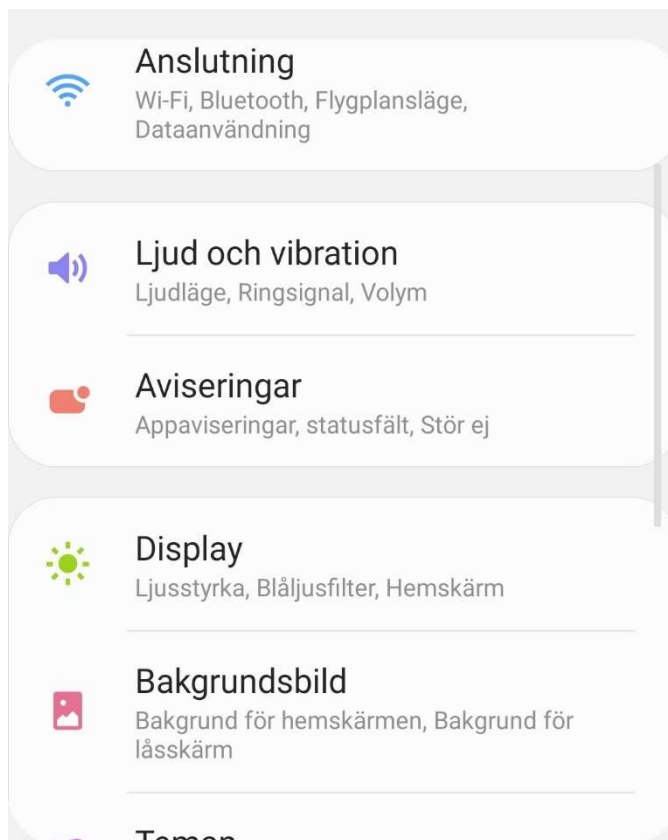 Anslutning
Wi-Fi, Bluetooth, Flygplansläge,
Dataanvändning
Ljud och vibration
Ljudläge, Ringsignal, Volym
Aviseringar
Appaviseringar, statusfält, Stör ej
Display
Ljusstyrka, Blåljusfilter, Hemskärm
Bakgrundsbild
Bakgrund för hemskärmen, Bakgrund för
låsskärm
Teman